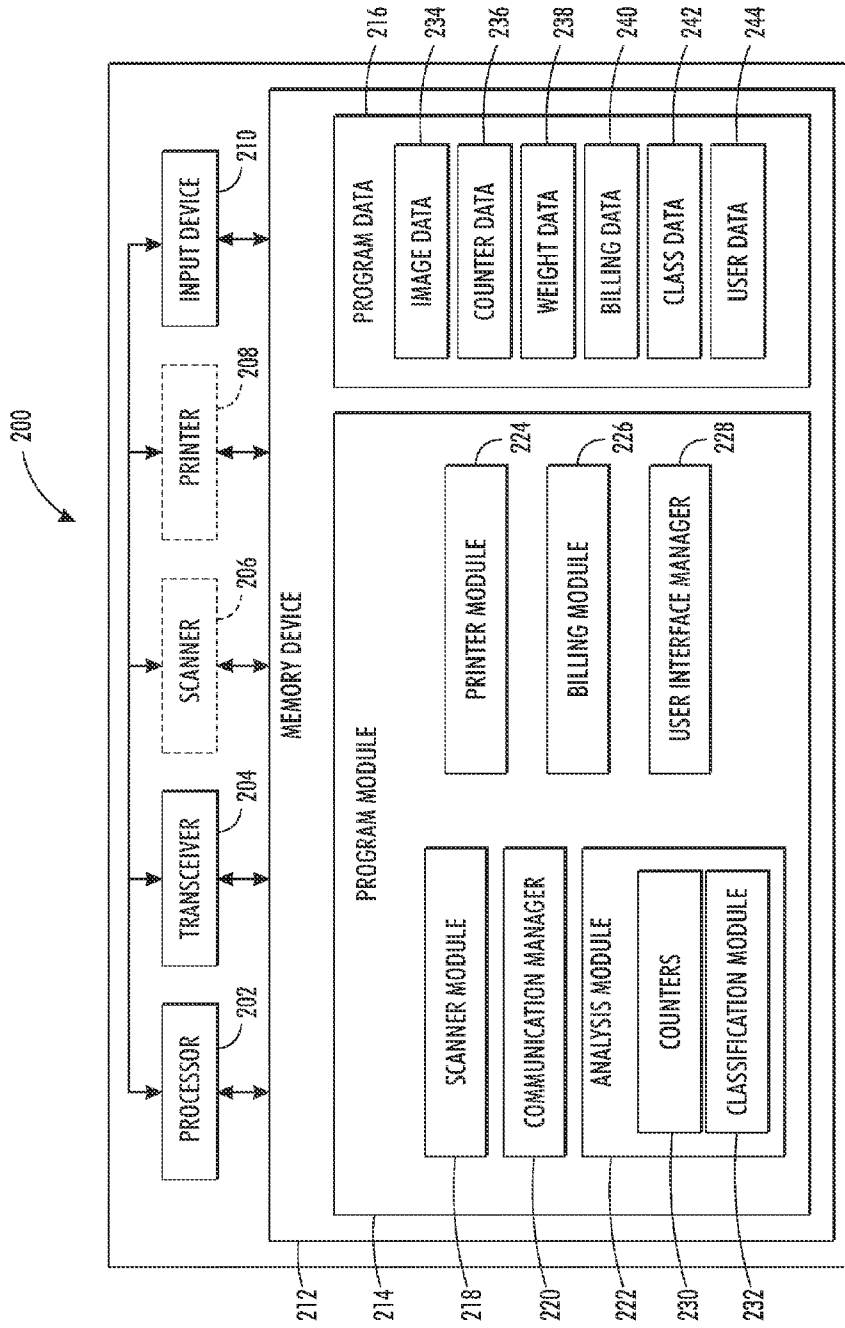 200
PROCESSOR
202
TRANSCEIVER
204
SCANNER
206
PRINTER
208
INPUT DEVICE
210
212
MEMORY DEVICE
214
PROGRAM MODULE
218
SCANNER MODULE
220
COMMUNICATION MANAGER
222
ANALYSIS MODULE
230
COUNTERS
232
CLASSIFICATION MODULE
PRINTER MODULE
224
BILLING MODULE
226
USER INTERFACE MANAGER
228
PROGRAM DATA
216
IMAGE DATA
234
COUNTER DATA
236
WEIGHT DATA
238
BILLING DATA
240
CLASS DATA
242
USER DATA
244